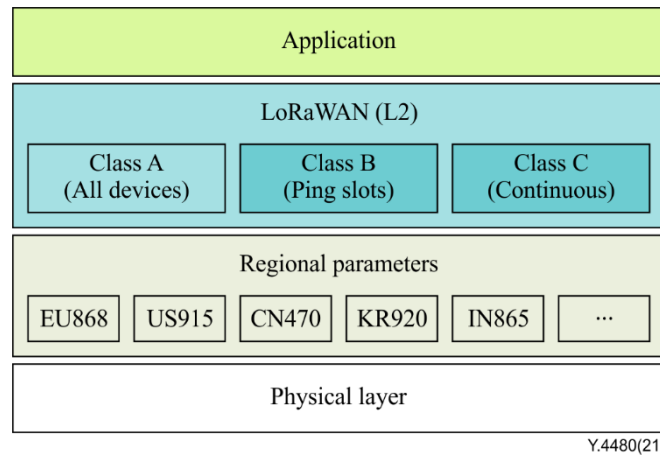 Application
LoRaWAN (L2)
Class A
(All devices)
Class B
(Ping slots)
Class C
(Continuous)
Regional parameters
EU868
US915
CN470
KR920
IN865
...
Physical layer
Y.4480(21